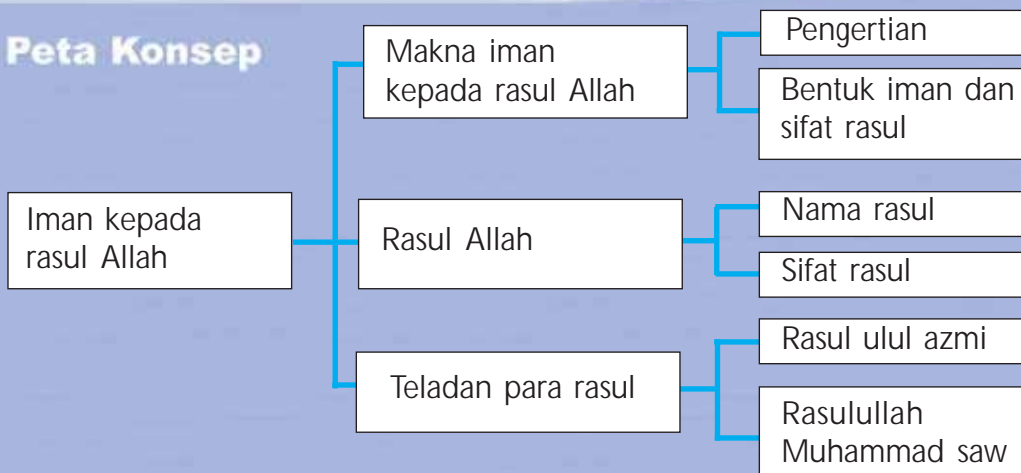 Peta Konsep
Iman kepada
rasul Allah
Makna iman
kepada rasul Allah
Pengertian
Bentuk iman dan
sifat rasul
Rasul Allah
Nama rasul
Sifat rasul
Teladan para rasul
Rasul ulul azmi
Rasulullah
Muhammad saw